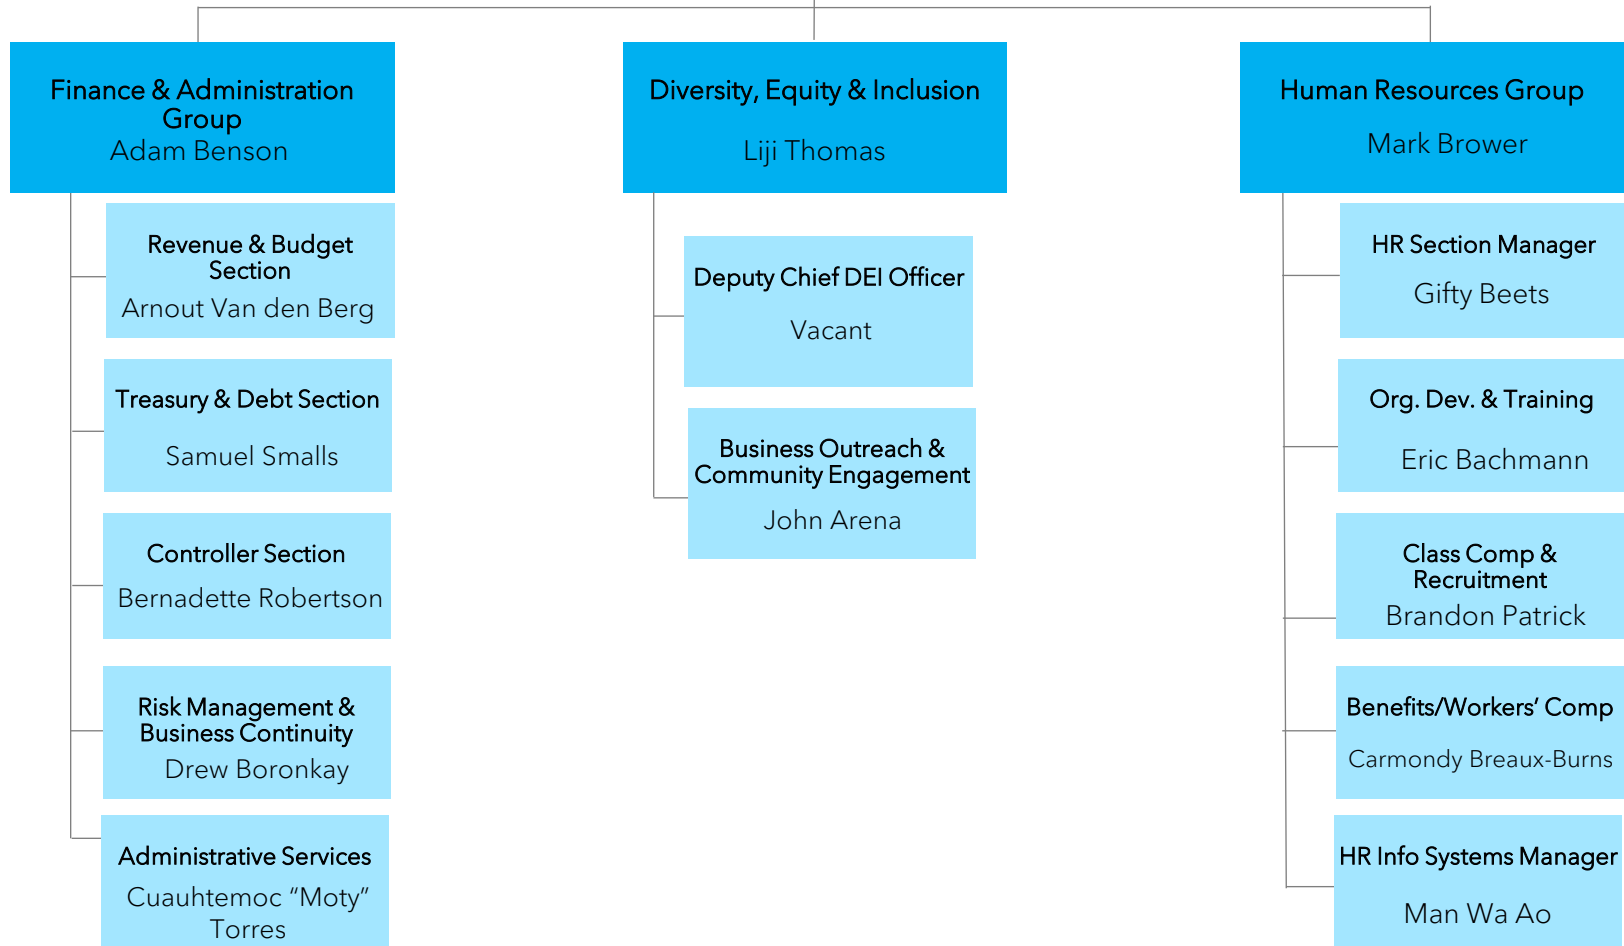 Finance & Administration
Group
Adam Benson
Revenue & Budget
Section
Arnout Van den Berg
Treasury & Debt Section
Samuel Smalls
Controller Section
Bernadette Robertson
Risk Management &
Business Continuity
Drew Boronkay
Administrative Services
Cuauhtemoc “Moty”
Torres
Diversity, Equity & Inclusion
Liji Thomas
Deputy Chief DEI Officer
Vacant
Business Outreach &
Community Engagement
John Arena
Human Resources Group
Mark Brower
HR Section Manager
Gifty Beets
Org. Dev. & Training
Eric Bachmann
Class Comp &
Recruitment
Brandon Patrick
Benefits/Workers’ Comp
Carmondy Breaux-Burns
HR Info Systems Manager
Man Wa Ao